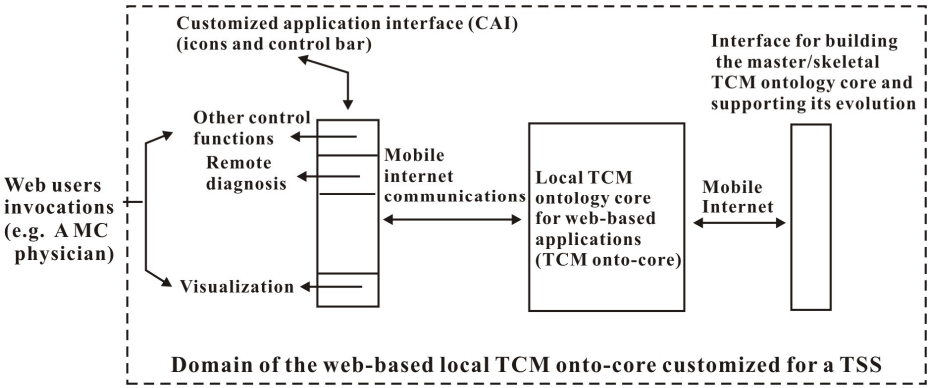 Customized application interface (CAI)
(icons and control bar)
Interface for building
the master/skeletal
TCM ontology core and
supporting its evolution
Other control
functions
Remote
diagnosis
Mobile
internet
communications
Web users
invocations
(e.g. A MC
physician)
Local TCM
ontology core
for web-based
applications
(TCM onto-core)
Mobile
Internet
Visualization
Domain of the web-based local TCM onto-core customized for a TSS